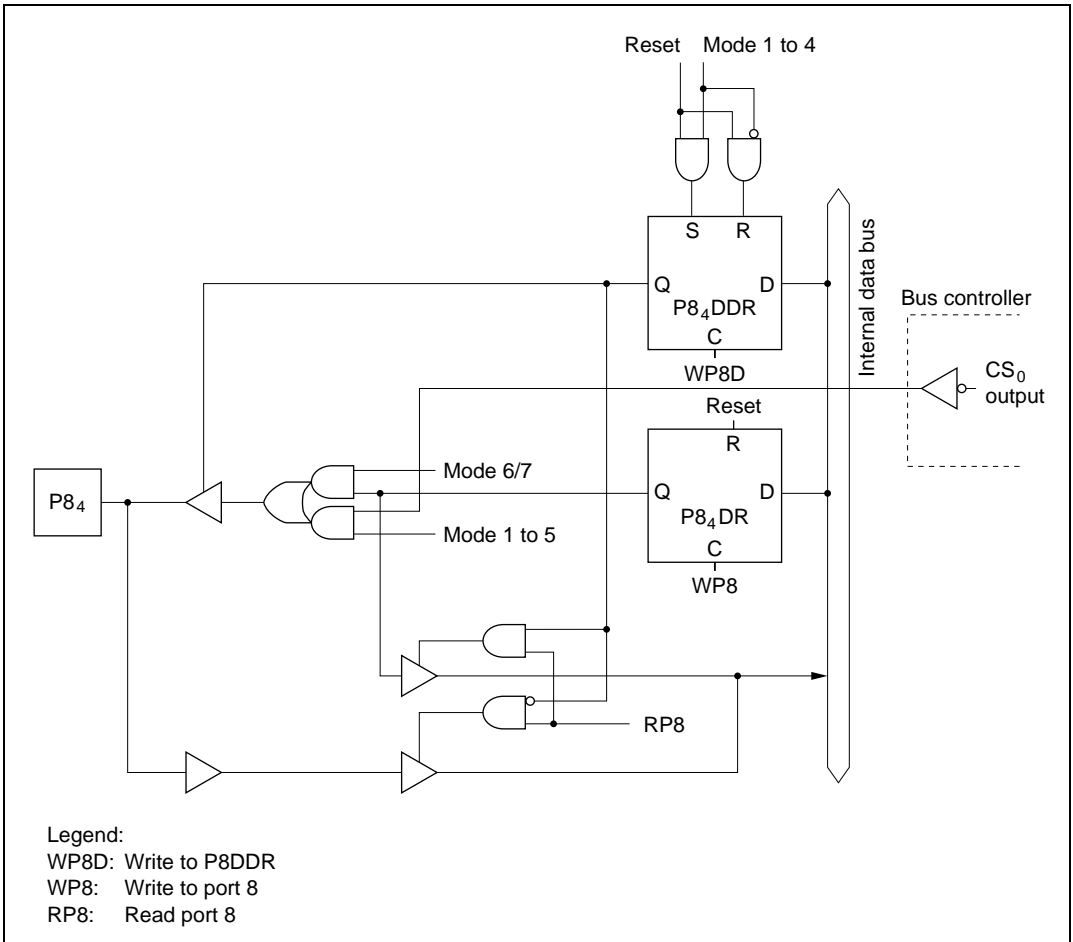 Reset Mode 1 to 4
S R
Q D
P8₄DDR
C
WP8D
Internal data bus
Bus controller
CS₀
output
Reset
R
Mode 6/7
P8₄
Q D
P8₄DR
Mode 1 to 5
C
WP8
RP8
Legend:
WP8D: Write to P8DDR
WP8: Write to port 8
RP8: Read port 8